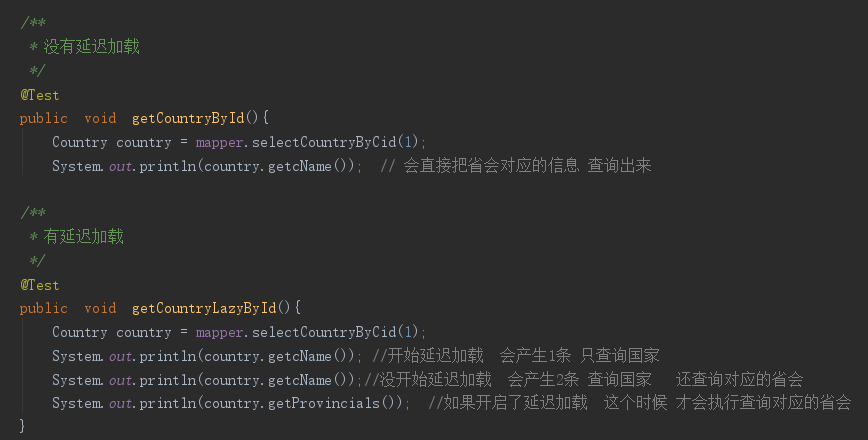 /**
 * 没有延迟加载
 */
@Test
public  void  getCountryById(){
    Country country = mapper.selectCountryByCid(1);
    System.out.println(country.getcName());  // 会直接把省会对应的信息 查询出来
/**
 * 有延迟加载
 */
@Test
public  void  getCountryLazyById(){
    Country country = mapper.selectCountryByCid(1);
    System.out.println(country.getcName()); //开始延迟加载  会产生1条 只查询国家
    System.out.println(country.getcName());//没开始延迟加载  会产生2条 查询国家   还查询对应的省会
    System.out.println(country.getProvincials());  //如果开启了延迟加载  这个时候 才会执行查询对应的省会
}